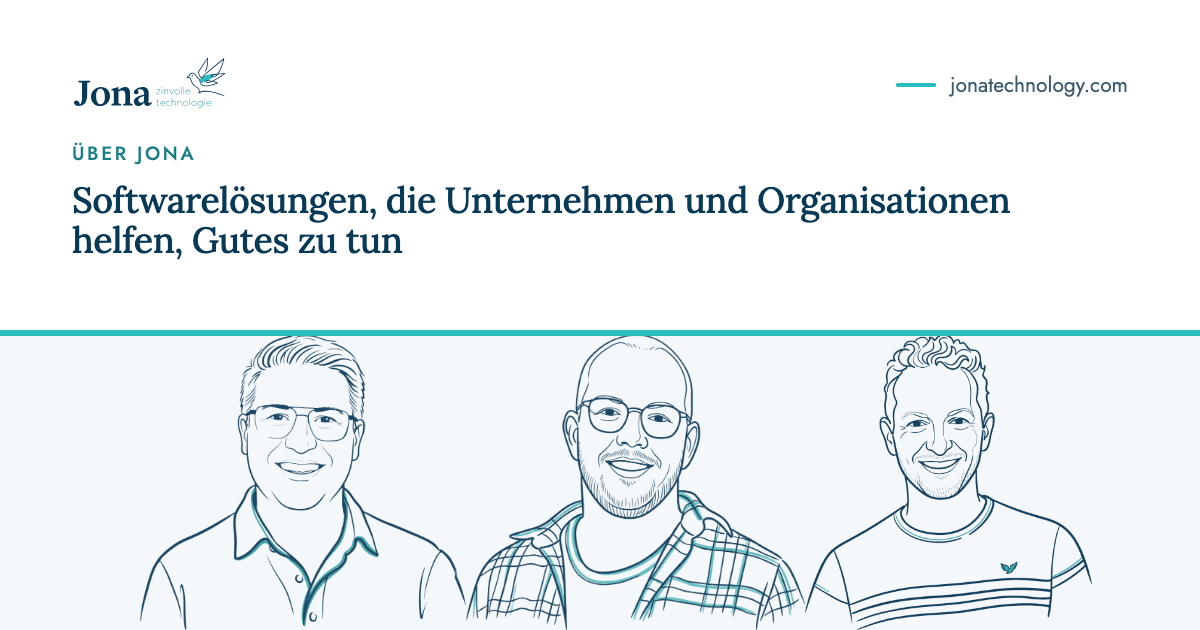 Jona zinvolle
technologie
jonatechnology.com
ÜBER JONA
Softwarelösungen, die Unternehmen und Organisationen
helfen, Gutes zu tun